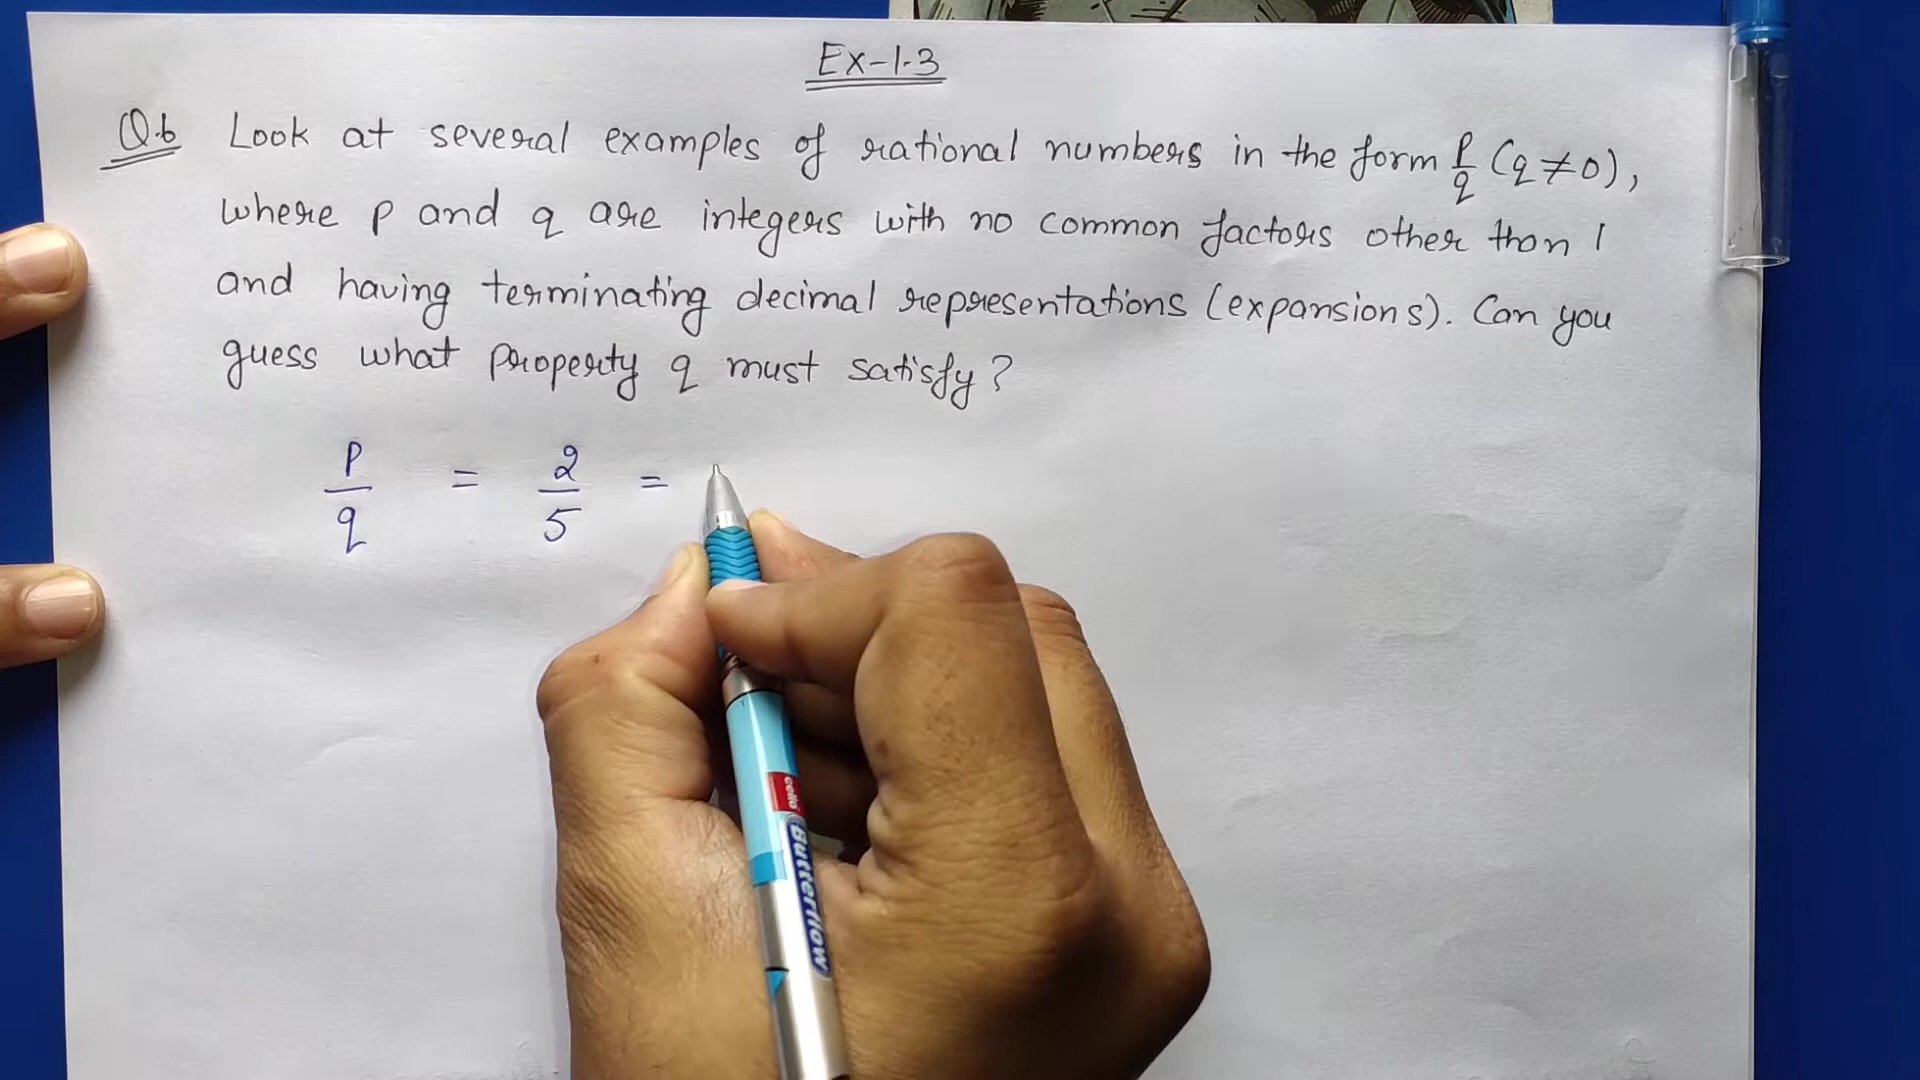 Ex-1.3
Q.6 Look at several examples of rational numbers in the form p/q (q≠0),
where p and q are integers with no common factors other than 1
and having terminating decimal representations (expansions). Can you
guess what property q must satisfy?
p/q = 2/5 =
cello
Butterflow